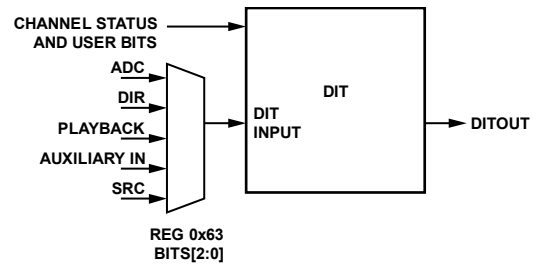 CHANNEL STATUS
AND USER BITS
ADC
DIR
PLAYBACK
AUXILIARY IN
SRC
REG 0x63
BITS[2:0]
DIT
DIT
INPUT
DITOUT